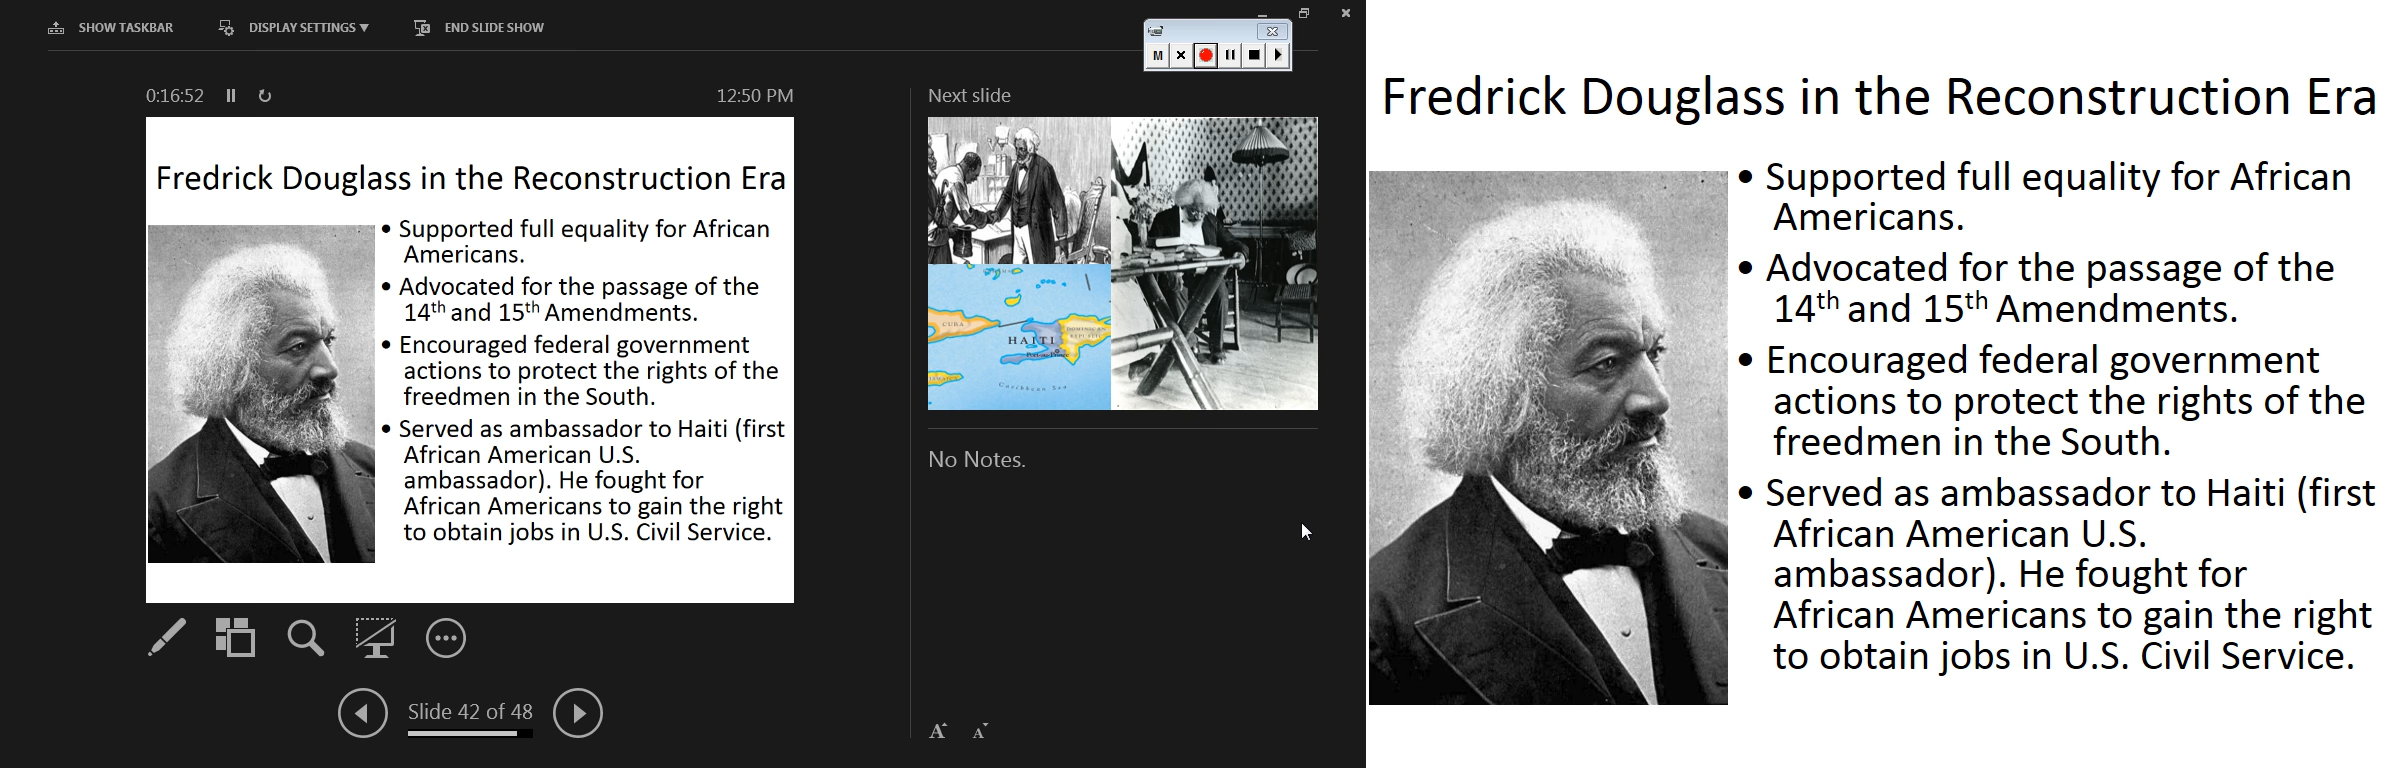 SHOW TASKBAR
DISPLAY SETTINGS ▼
END SLIDE SHOW
M
0:16:52
12:50 PM
Fredrick Douglass in the Reconstruction Era
• Supported full equality for African
Americans.
• Advocated for the passage of the
14th and 15th Amendments.
• Encouraged federal government
actions to protect the rights of the
freedmen in the South.
• Served as ambassador to Haiti (first
African American U.S.
ambassador). He fought for
African Americans to gain the right
to obtain jobs in U.S. Civil Service.
Slide 42 of 48
Next slide
CUBA
HAITI
Port-au-Prince
Caribbean Sea
No Notes.
A A
Fredrick Douglass in the Reconstruction Era
• Supported full equality for African
Americans.
• Advocated for the passage of the
14th and 15th Amendments.
• Encouraged federal government
actions to protect the rights of the
freedmen in the South.
• Served as ambassador to Haiti (first
African American U.S.
ambassador). He fought for
African Americans to gain the right
to obtain jobs in U.S. Civil Service.